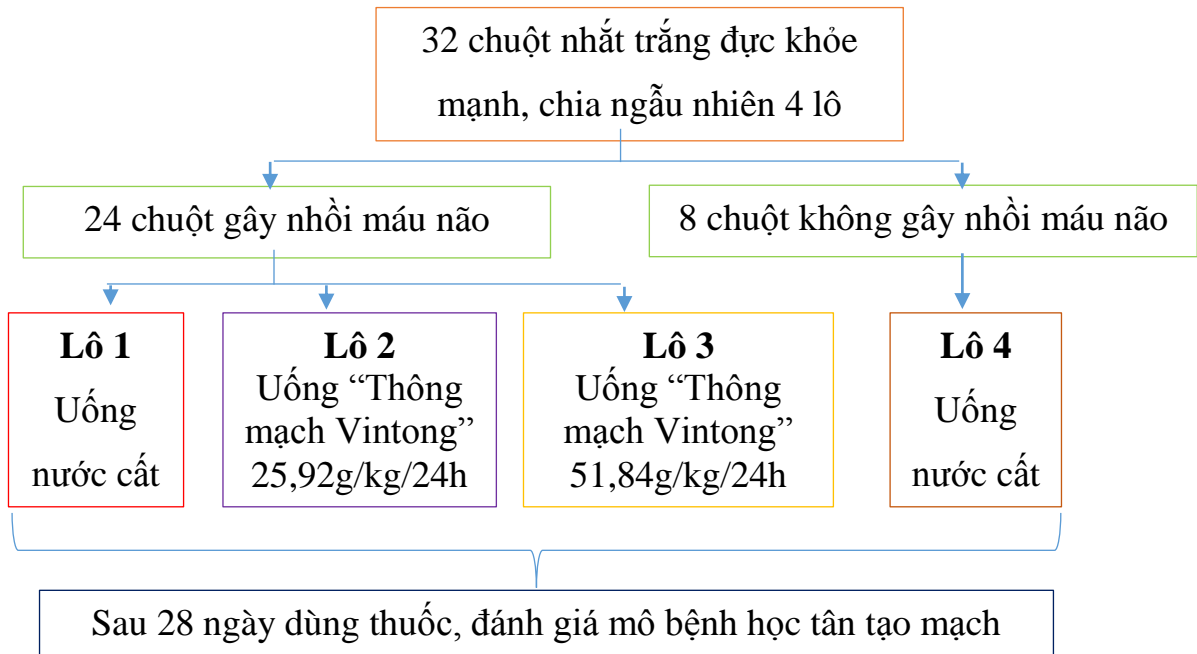 32 chuột nhắt trắng đực khỏe
mạnh, chia ngẫu nhiên 4 lô
24 chuột gây nhồi máu não
8 chuột không gây nhồi máu não
Lô 1
Uống
nước cất
Lô 2
Uống “Thông
mạch Vintong”
25,92g/kg/24h
Lô 3
Uống “Thông
mạch Vintong”
51,84g/kg/24h
Lô 4
Uống
nước cất
Sau 28 ngày dùng thuốc, đánh giá mô bệnh học tân tạo mạch